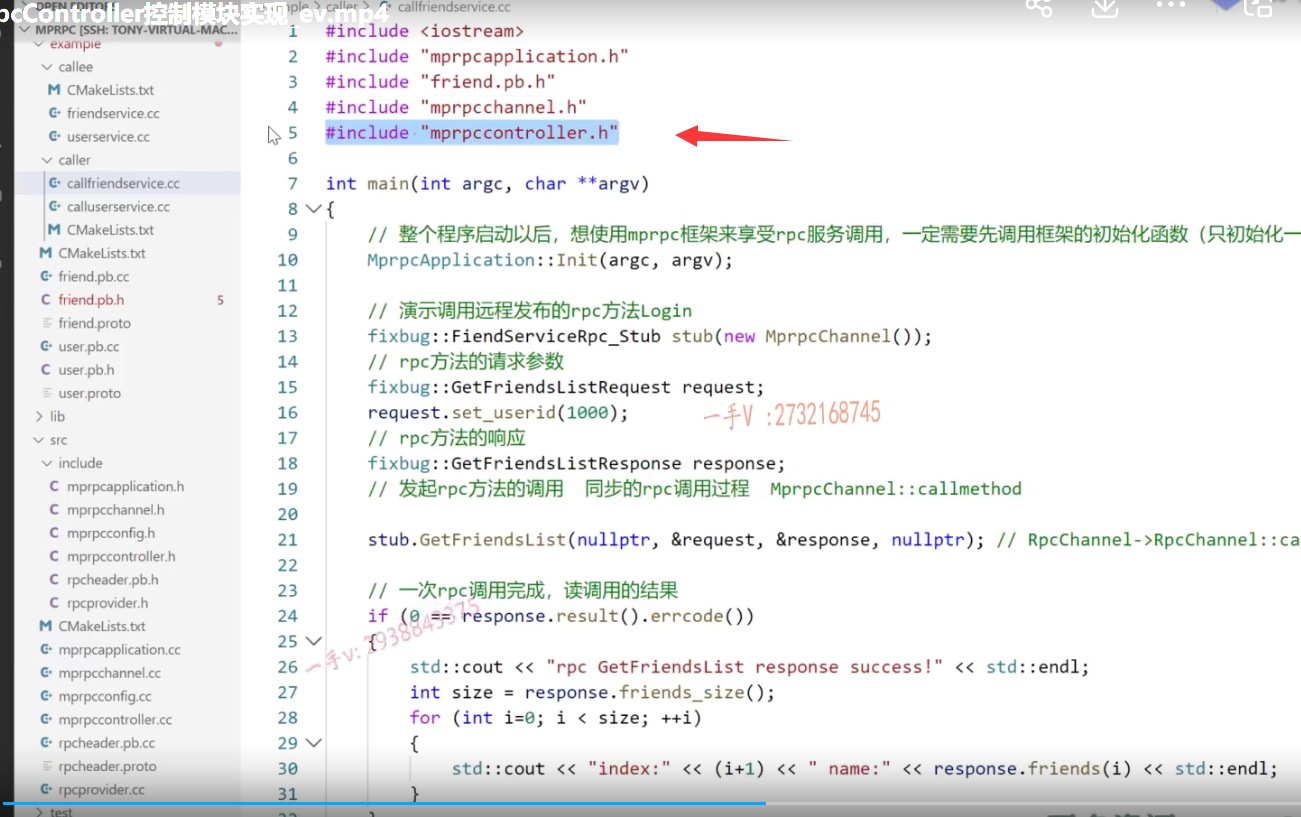 pcController控制模块实现_ev.mp4
OPEN EDITORS
MPRPC [SSH: TONY-VIRTUAL-MAC...
example
callee
CMakeLists.txt
friendservice.cc
userservice.cc
caller
callfriendservice.cc
calluserservice.cc
CMakeLists.txt
CMakeLists.txt
friend.pb.cc
friend.pb.h 5
friend.proto
user.pb.cc
user.pb.h
user.proto
lib
src
include
mprpcapplication.h
mprpcchannel.h
mprpcconfig.h
mprpccontroller.h
rpcheader.pb.h
rpcprovider.h
CMakeLists.txt
mprpcapplication.cc
mprpcchannel.cc
mprpcconfig.cc
mprpccontroller.cc
rpcheader.pb.cc
rpcheader.proto
rpcprovider.cc
test
caller > callfriendservice.cc
1 #include <iostream>
2 #include "mprpcapplication.h"
3 #include "friend.pb.h"
4 #include "mprpcchannel.h"
5 #include "mprpccontroller.h"
6
7 int main(int argc, char **argv)
8 {
9 // 整个程序启动以后，想使用mprpc框架来享受rpc服务调用，一定需要先调用框架的初始化函数（只初始化一
10 MprpcApplication::Init(argc, argv);
11
12 // 演示调用远程发布的rpc方法Login
13 fixbug::FiendServiceRpc_Stub stub(new MprpcChannel());
14 // rpc方法的请求参数
15 fixbug::GetFriendsListRequest request;
16 request.set_userid(1000);
一手V :2732168745
17 // rpc方法的响应
18 fixbug::GetFriendsListResponse response;
19 // 发起rpc方法的调用 同步的rpc调用过程 MprpcChannel::callmethod
20
21 stub.GetFriendsList(nullptr, &request, &response, nullptr); // RpcChannel->RpcChannel::ca
22
23 // 一次rpc调用完成，读调用的结果
24 if (0 == response.result().errcode())
25 {
一手v: 2938843375
26 std::cout << "rpc GetFriendsList response success!" << std::endl;
27 int size = response.friends_size();
28 for (int i=0; i < size; ++i)
29 {
30 std::cout << "index:" << (i+1) << " name:" << response.friends(i) << std::endl;
31 }